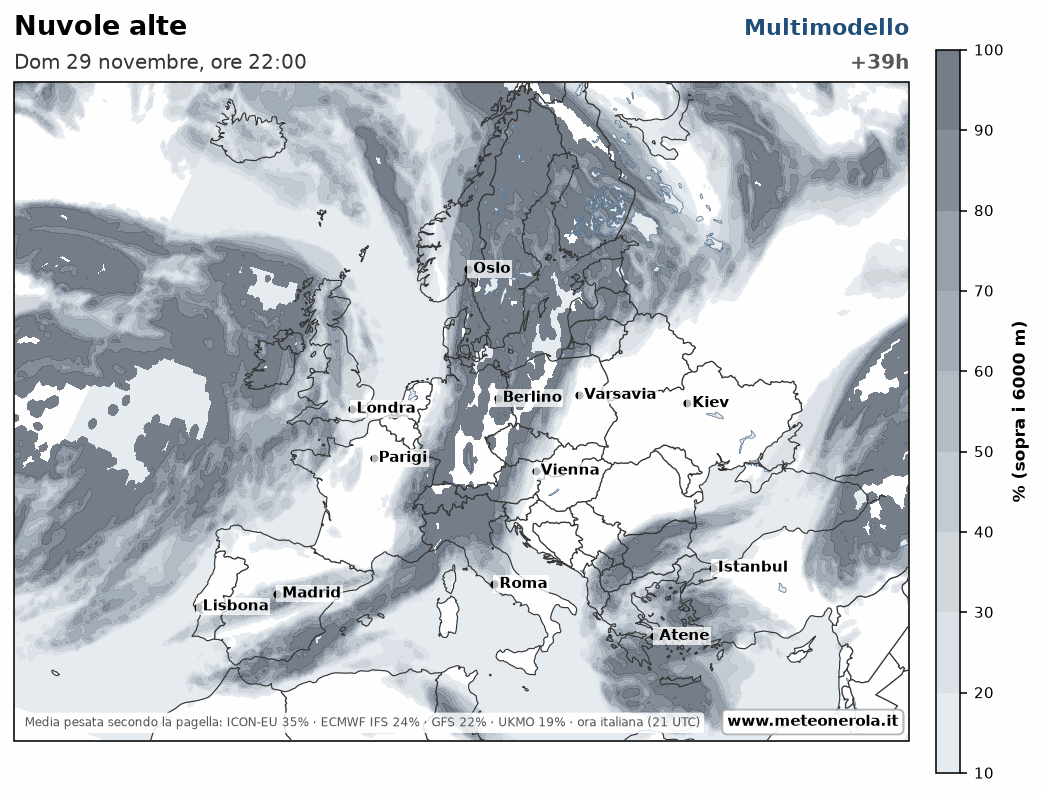 Nuvole alte
Multimodello
Dom 29 novembre, ore 22:00
+39h
100
90
80
70
60
50
40
30
20
10
% (sopra i 6000 m)
Oslo
Berlino
Varsavia
Kiev
Londra
Parigi
Vienna
Istanbul
Roma
Madrid
Lisbona
Atene
Media pesata secondo la pagella: ICON-EU 35% · ECMWF IFS 24% · GFS 22% · UKMO 19% · ora italiana (21 UTC)
www.meteonerola.it